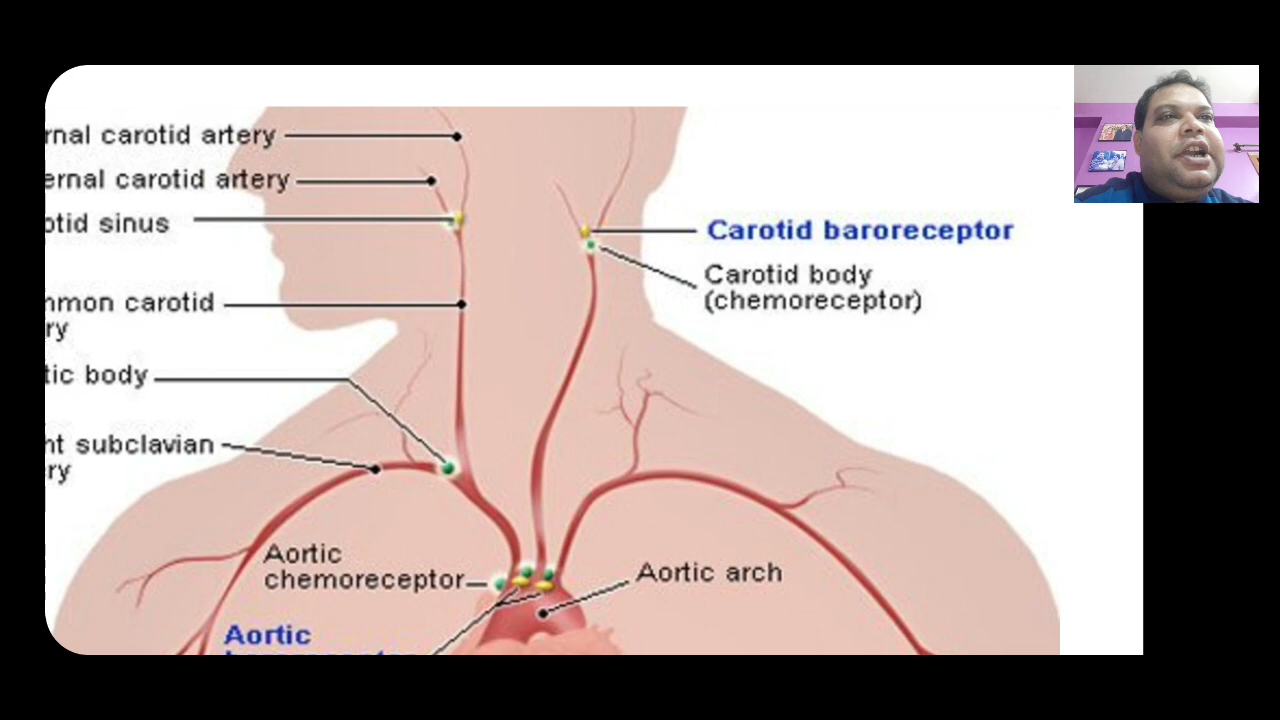 rnal carotid artery
ernal carotid artery
otid sinus
Carotid baroreceptor
Carotid body
(chemoreceptor)
mmon carotid
ry
tic body
nt subclavian
ry
Aortic
chemoreceptor
Aortic arch
Aortic